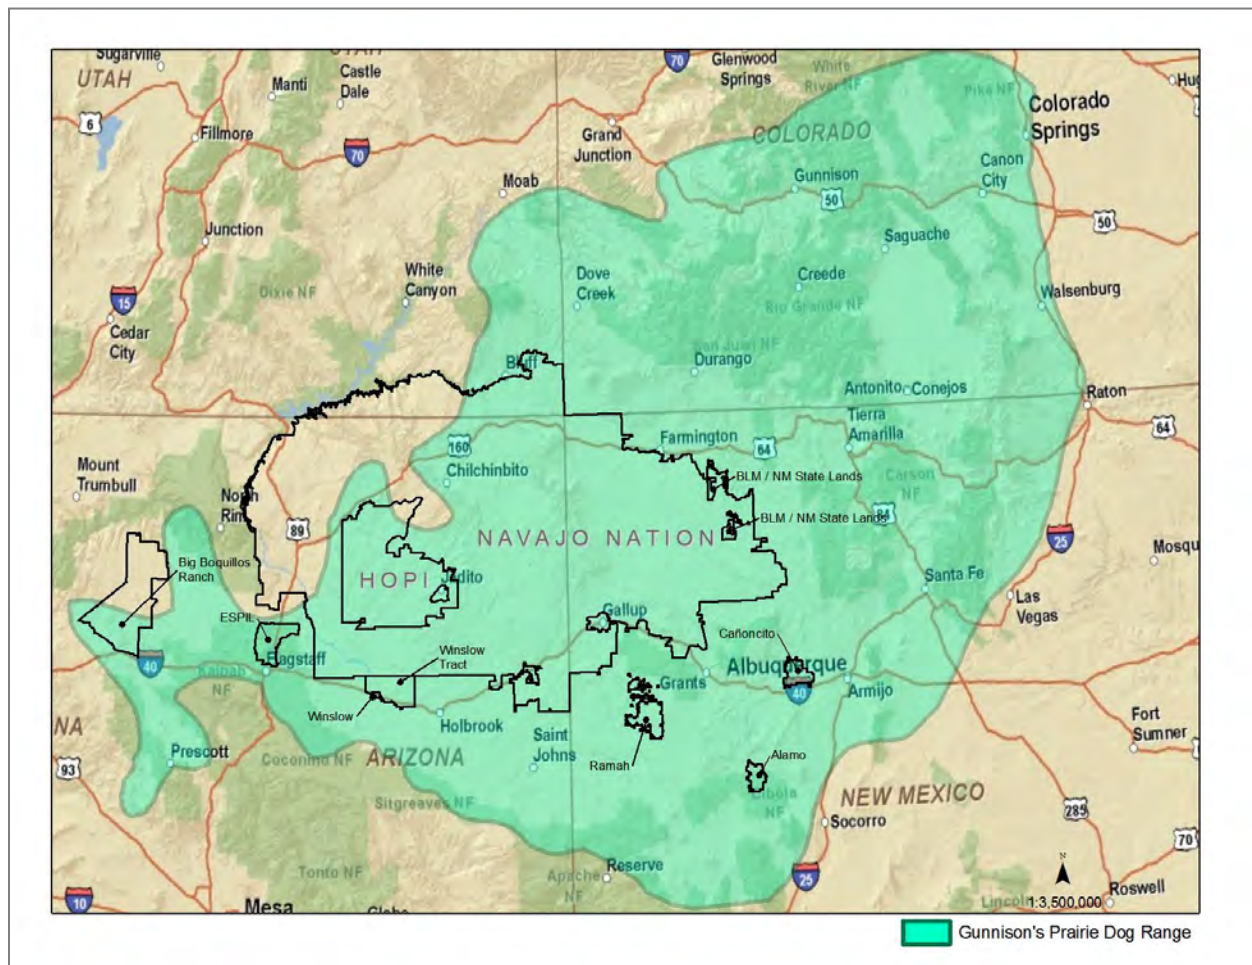 Sugarville
UTAH
UTAH
Manti
Castle
Dale
70
Glenwood
Springs
White
River NF
Pike NF
Colorado
Springs
6
Fillmore
70
Grand
Junction
COLORADO
Moab
Gunnison
50
Canon
City
50
Junction
Saguache
White
Canyon
Dixie NF
Dove
Creek
Creede
Rio Grande NF
15
Walsenburg
Cedar
City
San Juan NF
Bluff
Durango
Antonito
Conejos
Raton
160
Farmington
64
Tierra
Amarilla
64
Mount
Trumbull
Chilchinbito
BLM / NM State Lands
Carson
NF
84
North
Rim
89
BLM / NM State Lands
NAVAJO NATION
25
Mosqu
Big Boquillos
Ranch
HOPI
Jedito
Santa Fe
Las
Vegas
ESPIL
Gallup
Cañoncito
40
Kaibab
NF
Flagstaff
Winslow
Tract
Grants
Albuquerque
40
Armijo
Winslow
Holbrook
Fort
Sumner
NA
Prescott
Coconino NF
ARIZONA
Saint
Johns
Ramah
Alamo
Cibola
NF
93
Sitgreaves NF
NEW MEXICO
Socorro
285
70
Tonto NF
Apache
NF
Reserve
25
N
1:3,500,000
Roswell
10
Mesa
Globe
Lincoln
Gunnison's Prairie Dog Range